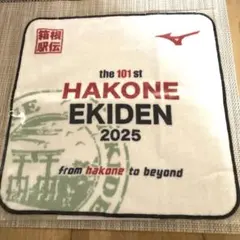 箱根
駅伝
the 101 st
HAKONE
EKIDEN
2025
from hakone to beyond